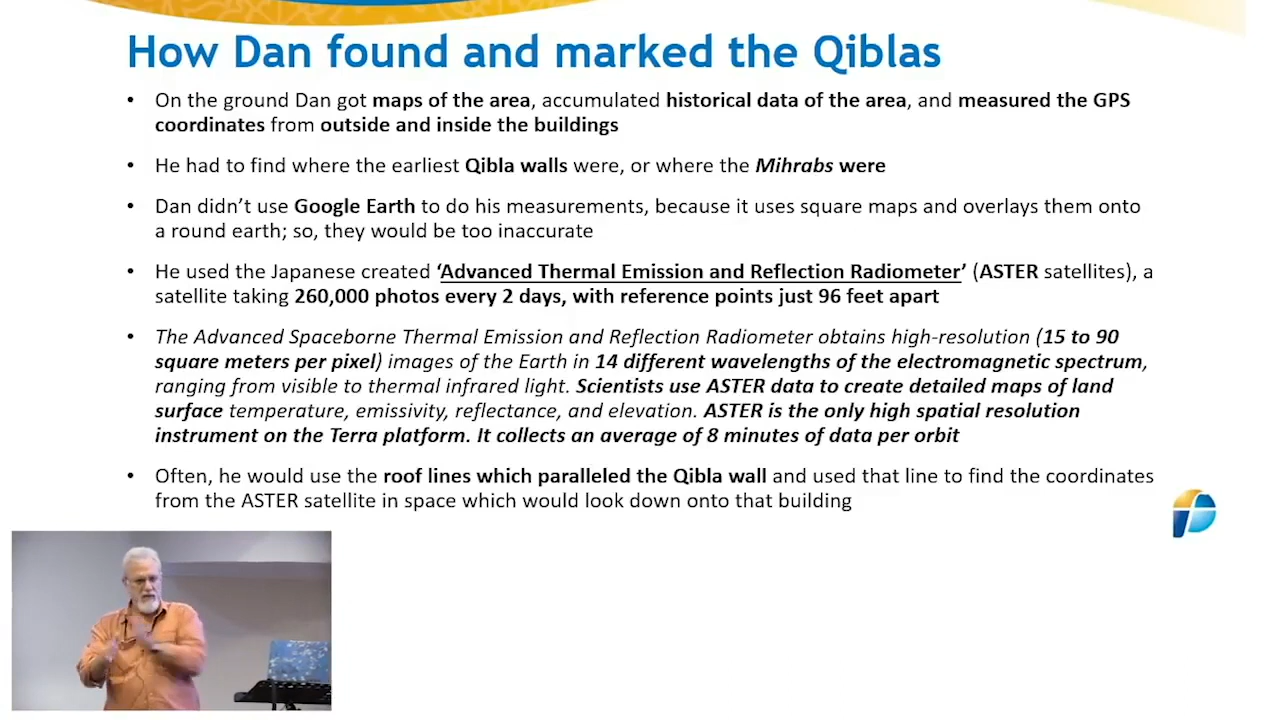 How Dan found and marked the Qiblas
• On the ground Dan got maps of the area, accumulated historical data of the area, and measured the GPS
coordinates from outside and inside the buildings
• He had to find where the earliest Qibla walls were, or where the Mihrabs were
• Dan didn’t use Google Earth to do his measurements, because it uses square maps and overlays them onto
a round earth; so, they would be too inaccurate
• He used the Japanese created ‘Advanced Thermal Emission and Reflection Radiometer’ (ASTER satellites), a
satellite taking 260,000 photos every 2 days, with reference points just 96 feet apart
• The Advanced Spaceborne Thermal Emission and Reflection Radiometer obtains high-resolution (15 to 90
square meters per pixel) images of the Earth in 14 different wavelengths of the electromagnetic spectrum,
ranging from visible to thermal infrared light. Scientists use ASTER data to create detailed maps of land
surface temperature, emissivity, reflectance, and elevation. ASTER is the only high spatial resolution
instrument on the Terra platform. It collects an average of 8 minutes of data per orbit
• Often, he would use the roof lines which paralleled the Qibla wall and used that line to find the coordinates
from the ASTER satellite in space which would look down onto that building